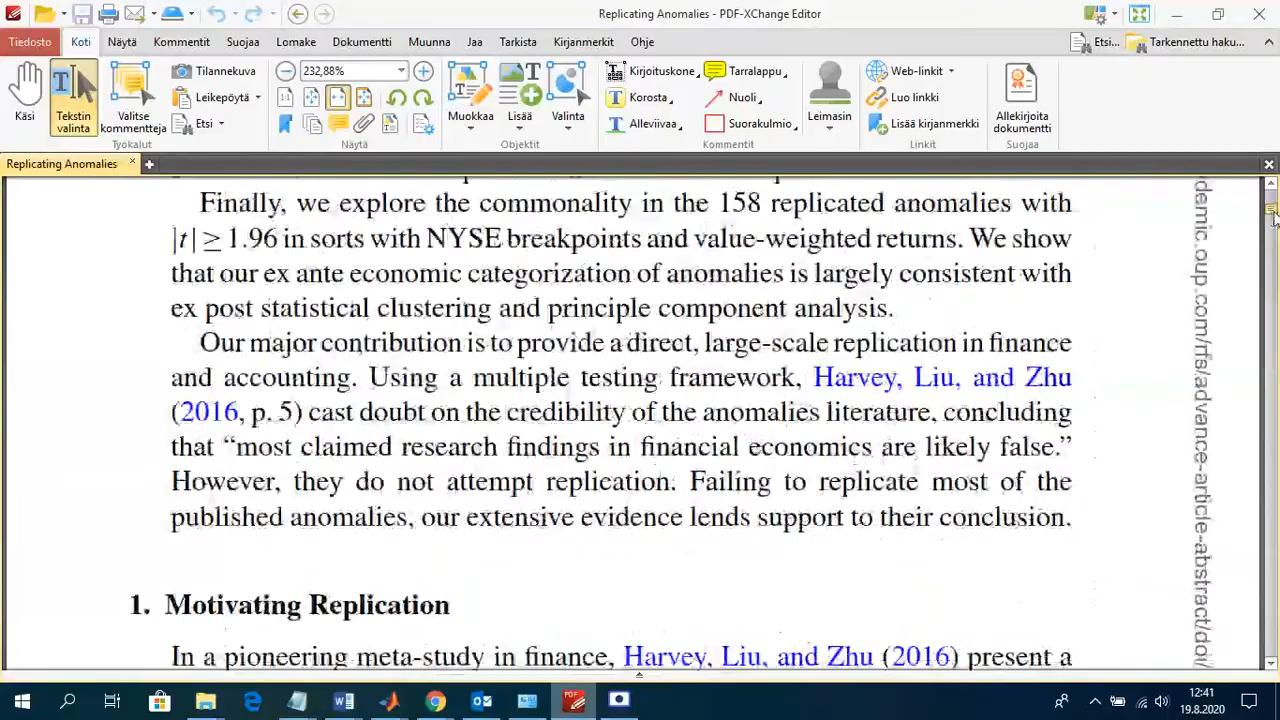 Replicating Anomalies - PDF-XChange Editor
Tiedosto Koti Näytä Kommentit Suojaa Lomake Dokumentti Muunna Jaa Tarkista Kirjanmerkit Ohje Etsi... Tarkennettu haku...
Käsi
Tekstin valinta
Valitse kommentteja
Tilannekuva
Leikepöytä
Etsi
Työkalut
232,88%
Näytä
Muokkaa
Lisää
Valinta
Objektit
Kirjoituskone
Korosta
Alleviivaa
Tarralappu
Nuoli
Suorakulmio
Kommentit
Leimasin
Web-linkit
Luo linkki
Lisää kirjanmerkki
Linkit
Allekirjoita dokumentti
Suojaa
Replicating Anomalies
Finally, we explore the commonality in the 158 replicated anomalies with
|t| ≥ 1.96 in sorts with NYSE breakpoints and value-weighted returns. We show
that our ex ante economic categorization of anomalies is largely consistent with
ex post statistical clustering and principle component analysis.
Our major contribution is to provide a direct, large-scale replication in finance
and accounting. Using a multiple testing framework, Harvey, Liu, and Zhu
(2016, p. 5) cast doubt on the credibility of the anomalies literature, concluding
that “most claimed research findings in financial economics are likely false.”
However, they do not attempt replication. Failing to replicate most of the
published anomalies, our extensive evidence lends support to their conclusion.
1. Motivating Replication
In a pioneering meta-study in finance, Harvey, Liu, and Zhu (2016) present a
demic.oup.com/rfs/advance-article-abstract/doi/
12:41
19.8.2020